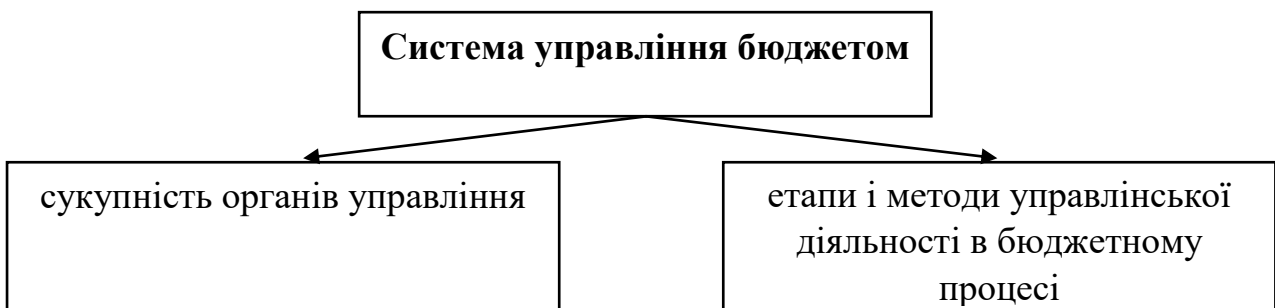 Система управління бюджетом
сукупність органів управління
етапи і методи управлінської
діяльності в бюджетному
процесі